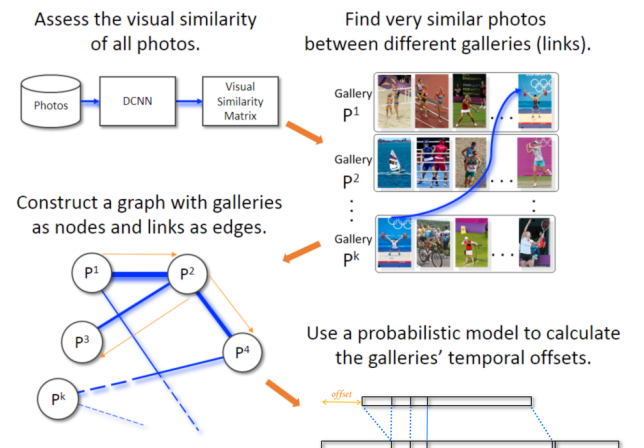 Assess the visual similarity
of all photos.
Photos
DCNN
Visual
Similarity
Matrix
Find very similar photos
between different galleries (links).
Gallery
P1
Gallery
P2
Gallery
Pk
Construct a graph with galleries
as nodes and links as edges.
P1
P2
P3
P4
Pk
Use a probabilistic model to calculate
the galleries’ temporal offsets.
offset